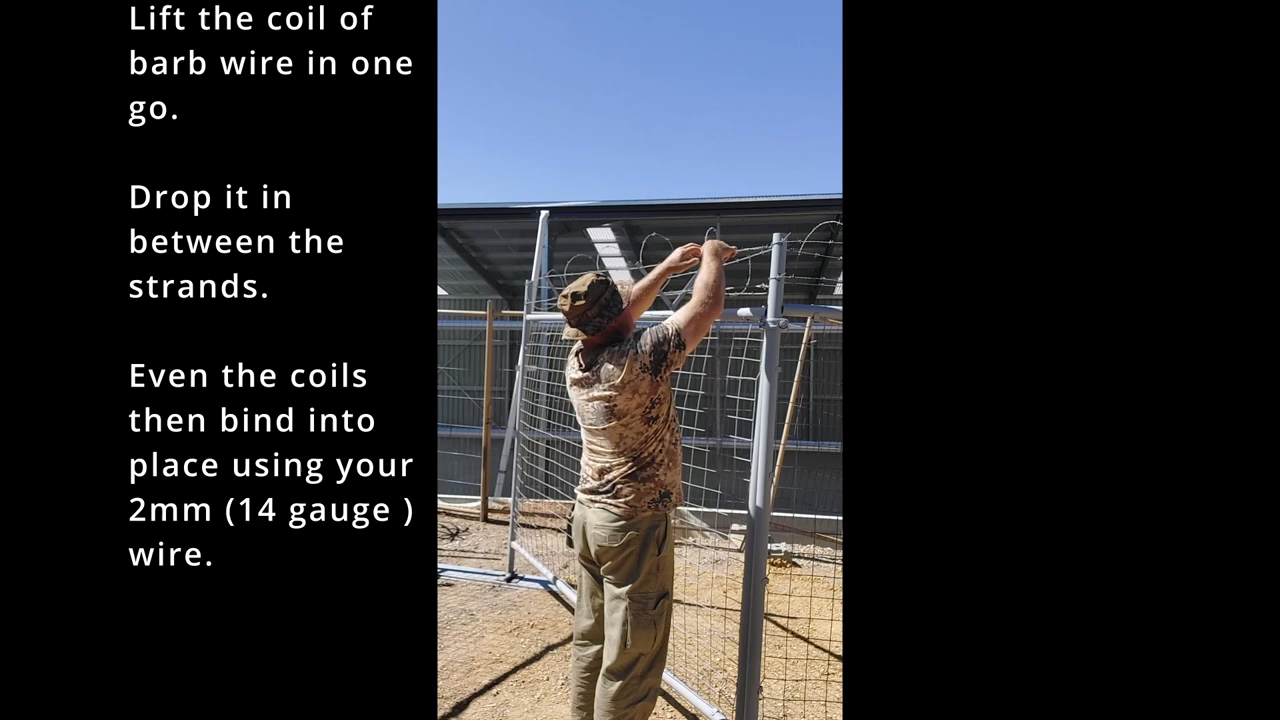 Lift the coil of
barb wire in one
go.
Drop it in
between the
strands.
Even the coils
then bind into
place using your
2mm (14 gauge )
wire.